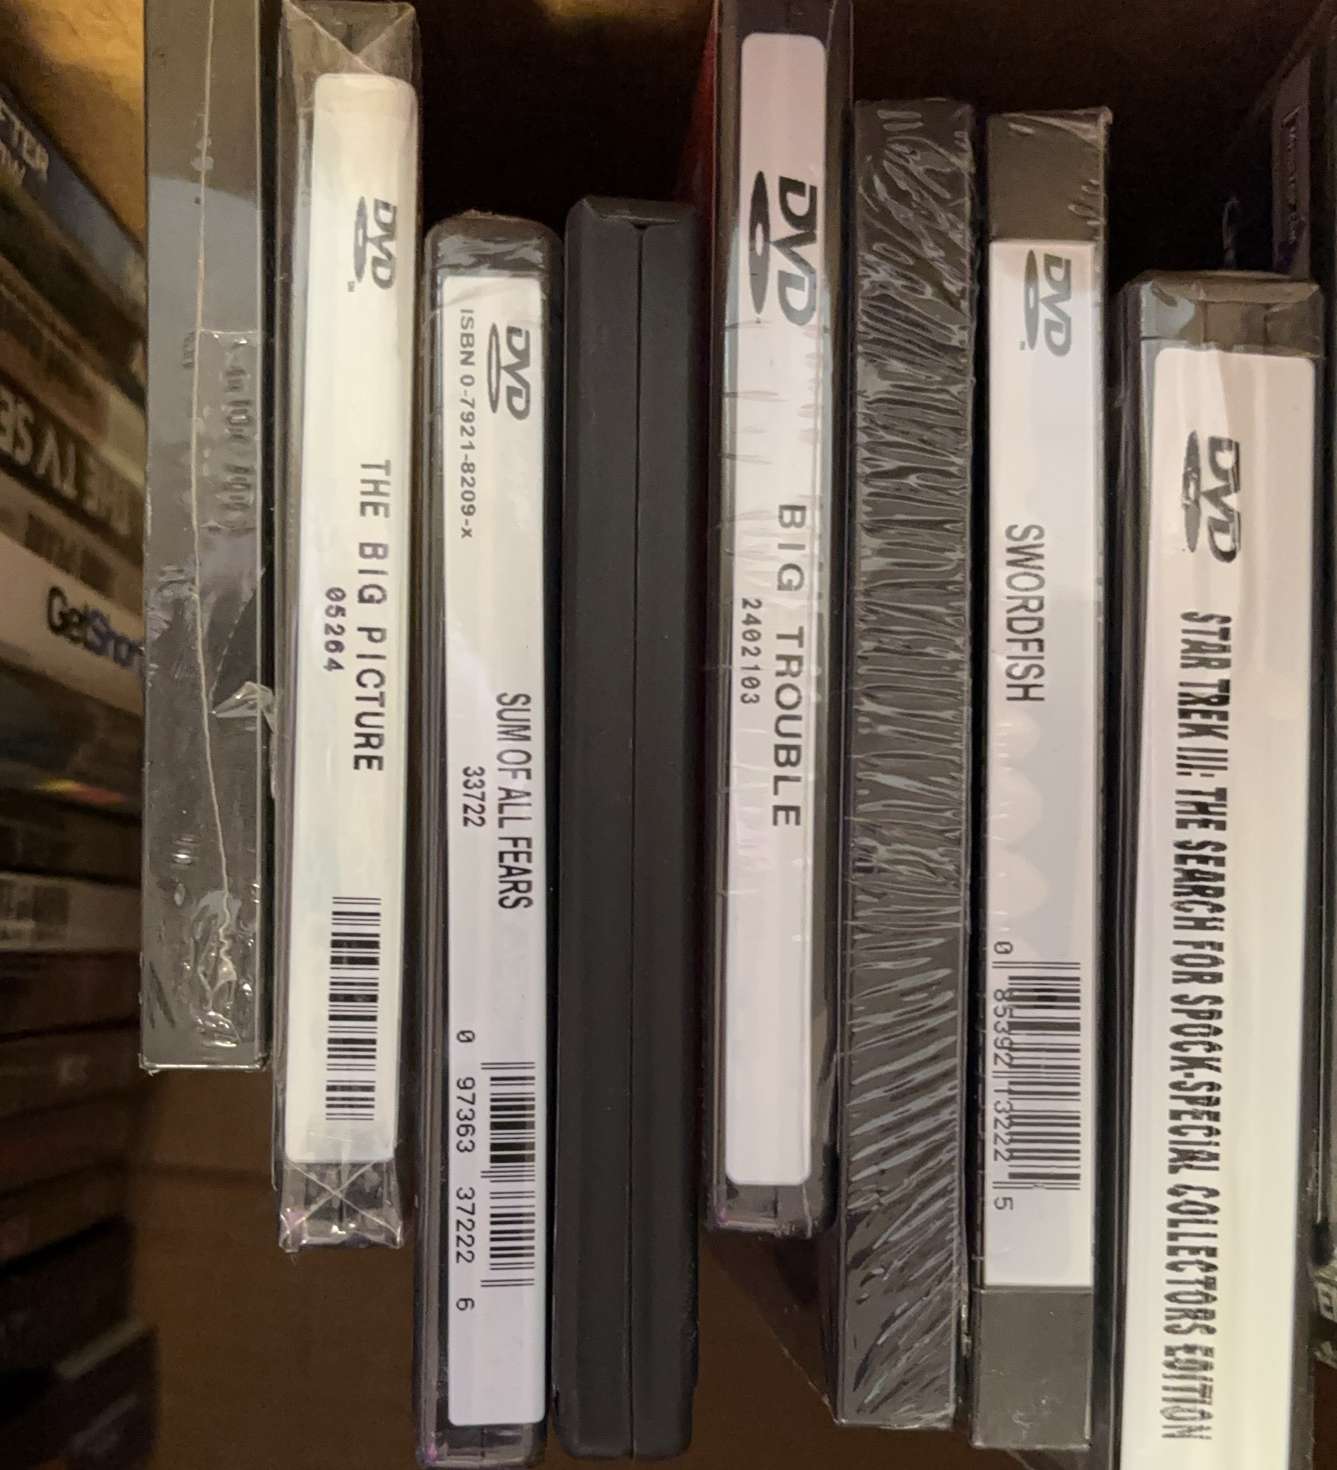 GetShor
DVD
THE BIG PICTURE
05264
DVD
ISBN 0-7921-8209-x
SUM OF ALL FEARS
33722
0 97363 37222 6
DVD
BIG TROUBLE
2402103
DVD
SWORDFISH
0 85392 13222 5
DVD
STAR TREK III: THE SEARCH FOR SPOCK-SPECIAL COLLECTORS EDITION